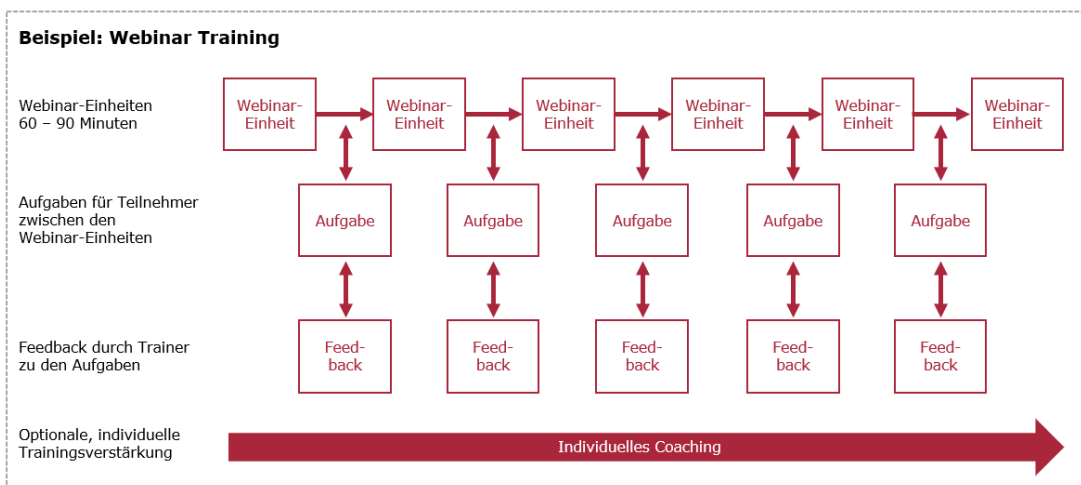 Beispiel: Webinar Training
Webinar-Einheiten
60 – 90 Minuten
Webinar-
Einheit
Webinar-
Einheit
Webinar-
Einheit
Webinar-
Einheit
Webinar-
Einheit
Webinar-
Einheit
Aufgaben für Teilnehmer
zwischen den
Webinar-Einheiten
Aufgabe
Aufgabe
Aufgabe
Aufgabe
Aufgabe
Feedback durch Trainer
zu den Aufgaben
Feed-
back
Feed-
back
Feed-
back
Feed-
back
Feed-
back
Optionale, individuelle
Trainingsverstärkung
Individuelles Coaching